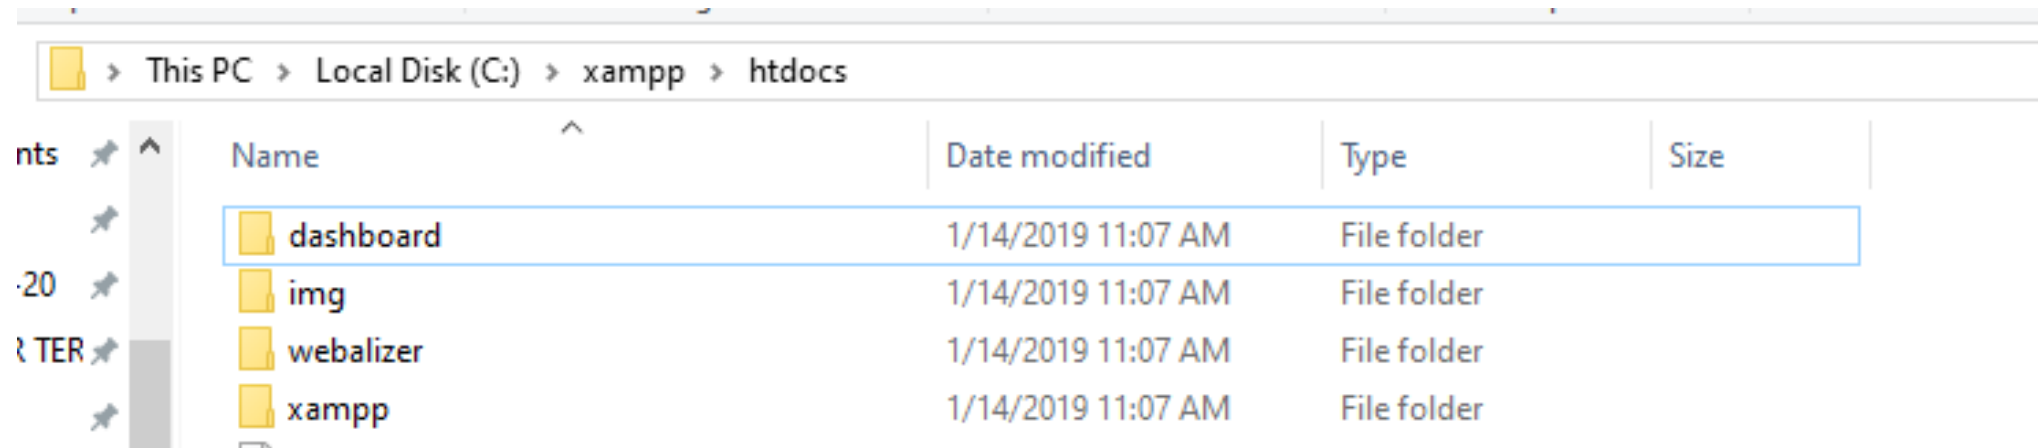 This PC > Local Disk (C:) > xampp > htdocs
nts
Name Date modified Type Size
dashboard 1/14/2019 11:07 AM File folder
-20
img 1/14/2019 11:07 AM File folder
R TER
webalizer 1/14/2019 11:07 AM File folder
xampp 1/14/2019 11:07 AM File folder